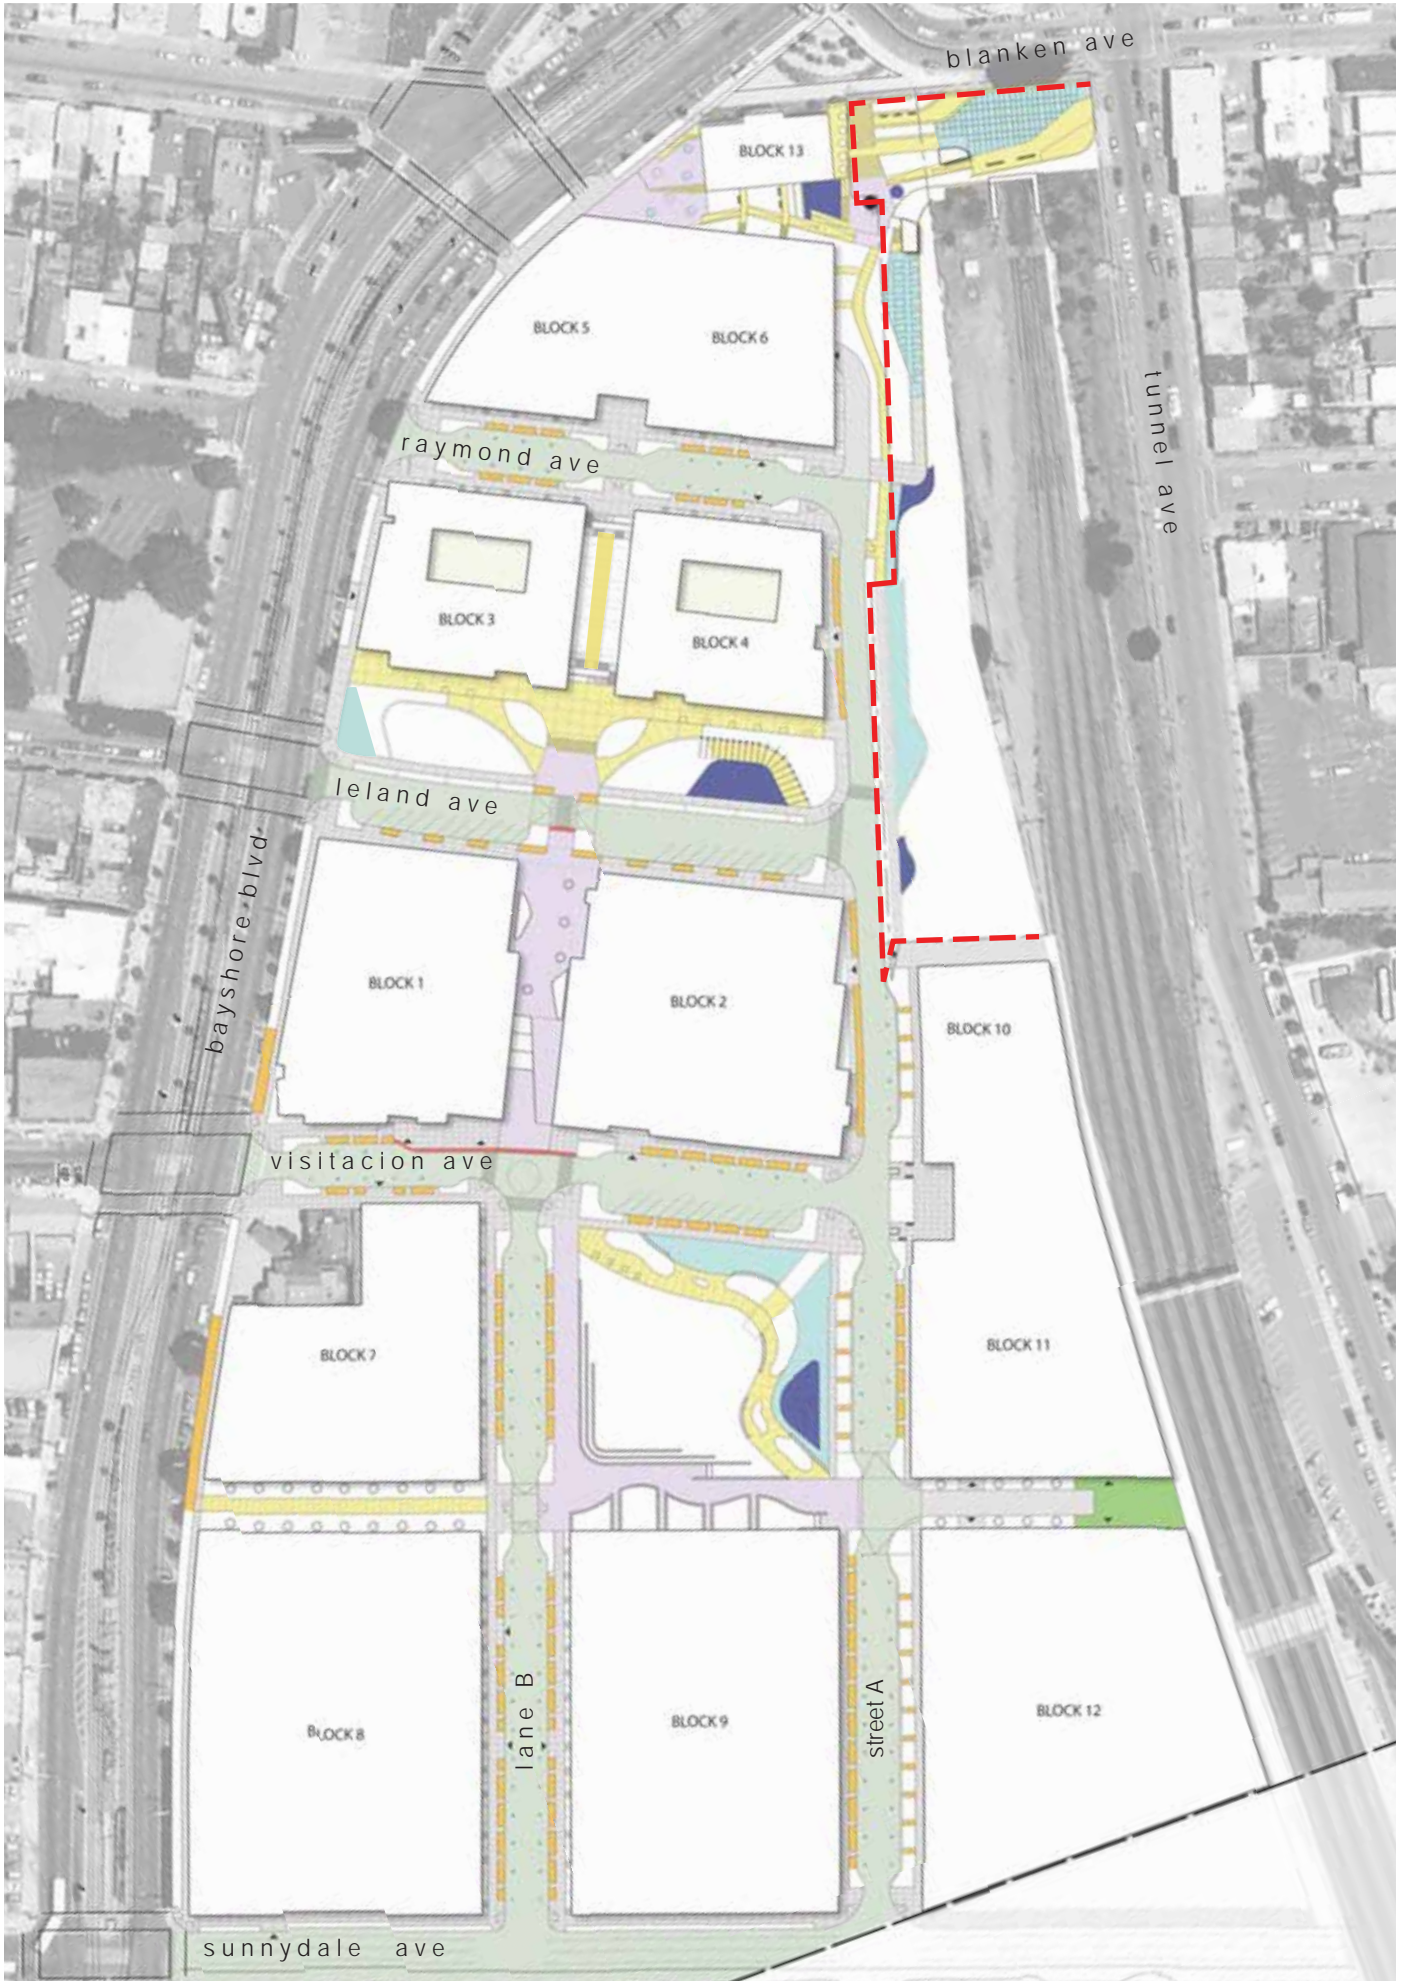 blanken ave
BLOCK 13
BLOCK 5
BLOCK 6
tunnel ave
raymond ave
BLOCK 3
BLOCK 4
leland ave
bayshore blvd
BLOCK 1
BLOCK 2
BLOCK 10
visitacion ave
BLOCK 7
BLOCK 11
lane B
street A
BLOCK 8
BLOCK 9
BLOCK 12
sunnydale ave